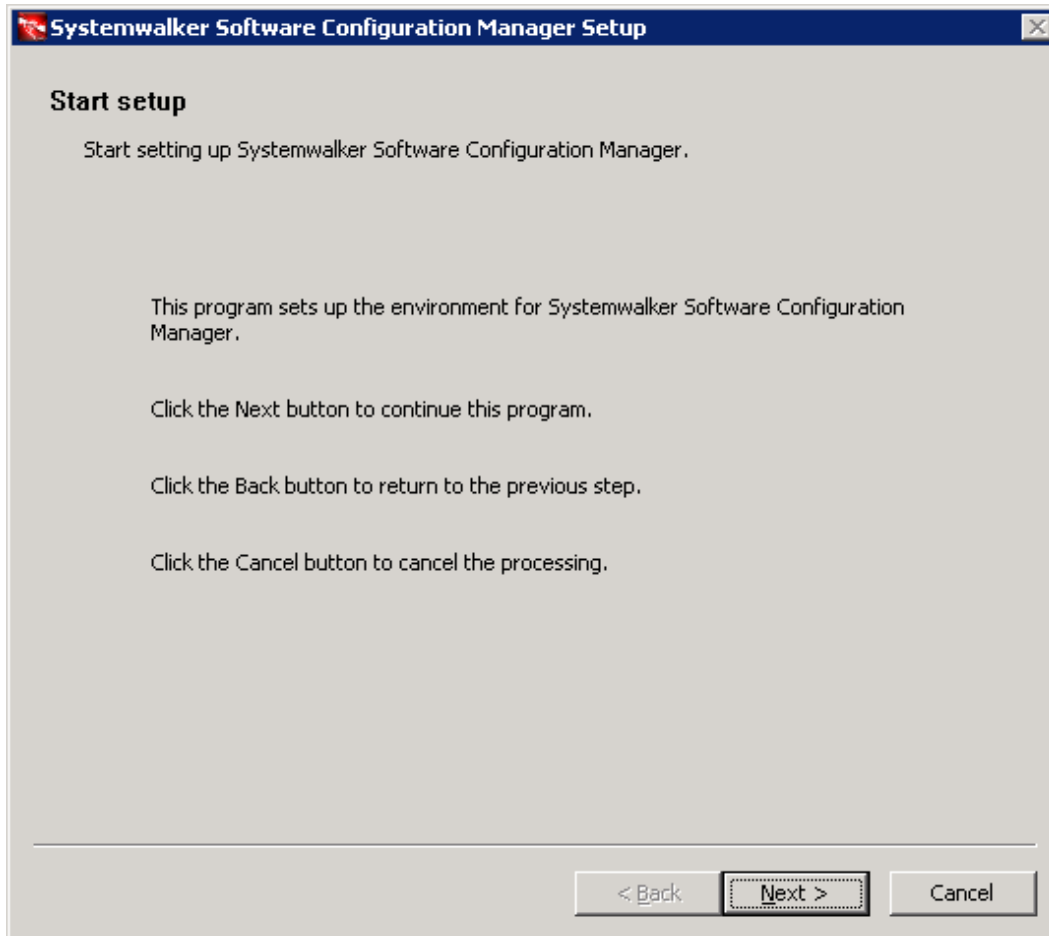 Systemwalker Software Configuration Manager Setup
Start setup
Start setting up Systemwalker Software Configuration Manager.
This program sets up the environment for Systemwalker Software Configuration
Manager.
Click the Next button to continue this program.
Click the Back button to return to the previous step.
Click the Cancel button to cancel the processing.
< Back
Next >
Cancel